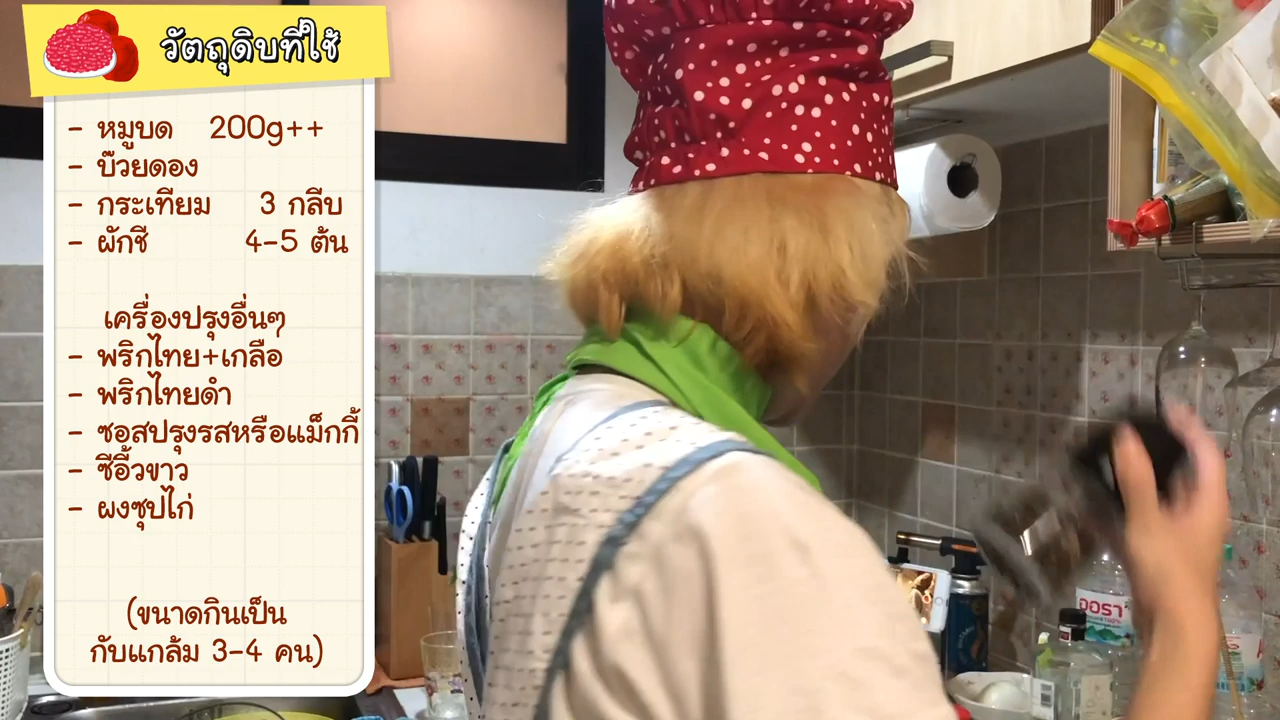 วัตถุดิบที่ใช้
- หมูบด 200g++
- บ๊วยดอง
- กระเทียม 3 กลีบ
- ผักชี 4-5 ต้น
เครื่องปรุงอื่นๆ
- พริกไทย+เกลือ
- พริกไทยดำ
- ซอสปรุงรสหรือแม็กกี้
- ซีอิ้วขาว
- ผงซุปไก่
(ขนาดกินเป็น
กับแกล้ม 3-4 คน)
ออรา